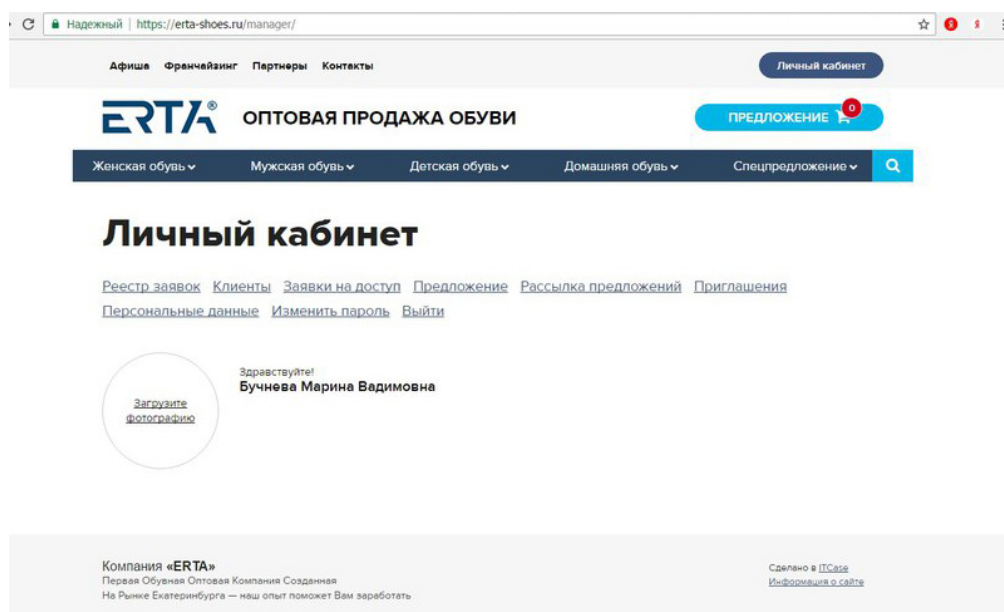 Надежный | https://erta-shoes.ru/manager/
Афиша Франчайзинг Партнеры Контакты Личный кабинет
ERTA® ОПТОВАЯ ПРОДАЖА ОБУВИ ПРЕДЛОЖЕНИЕ 0
Женская обувь Мужская обувь Детская обувь Домашняя обувь Спецпредложение
Личный кабинет
Реестр заявок Клиенты Заявки на доступ Предложение Рассылка предложений Приглашения
Персональные данные Изменить пароль Выйти
Загрузите
фотографию
Здравствуйте!
Бучнева Марина Вадимовна
Компания «ERTA»
Первая Обувная Оптовая Компания Созданная
На Рынке Екатеринбурга — наш опыт поможет Вам заработать
Сделано в ITCase
Информация о сайте